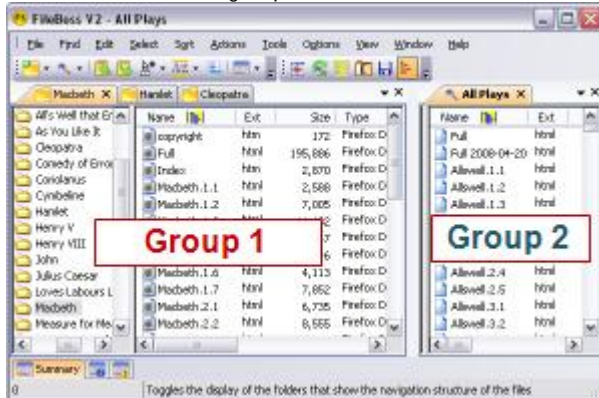 FileBoss V2 - All Plays
File Find Edit Select Sort Actions Tools Options View Window Help
Macbeth Hamlet Cleopatra All Plays
Name Ext Size Type Name Ext
All's Well that Er
As You Like It
Cleopatra
Comedy of Error
Coriolanus
Cymbeline
Hamlet
Henry V
Henry VIII
John
Julius Caesar
Loves Labours L
Macbeth
Measure for Me
copyright htm 172 Firefox D
Full html 195,886 Firefox D
Index htm 2,870 Firefox D
Macbeth.1.1 html 2,588 Firefox D
Macbeth.1.2 html 7,005 Firefox D
Group 1
Macbeth.1.6 html 4,113 Firefox D
Macbeth.1.7 html 7,852 Firefox D
Macbeth.2.1 html 6,735 Firefox D
Macbeth.2.2 html 8,555 Firefox D
Full html
Full 2008-04-20 html
Allswell.1.1 html
Allswell.1.2 html
Allswell.1.3 html
Group 2
Allswell.2.4 html
Allswell.2.5 html
Allswell.3.1 html
Allswell.3.2 html
Summary
0 Toggles the display of the folders that show the navigation structure of the files